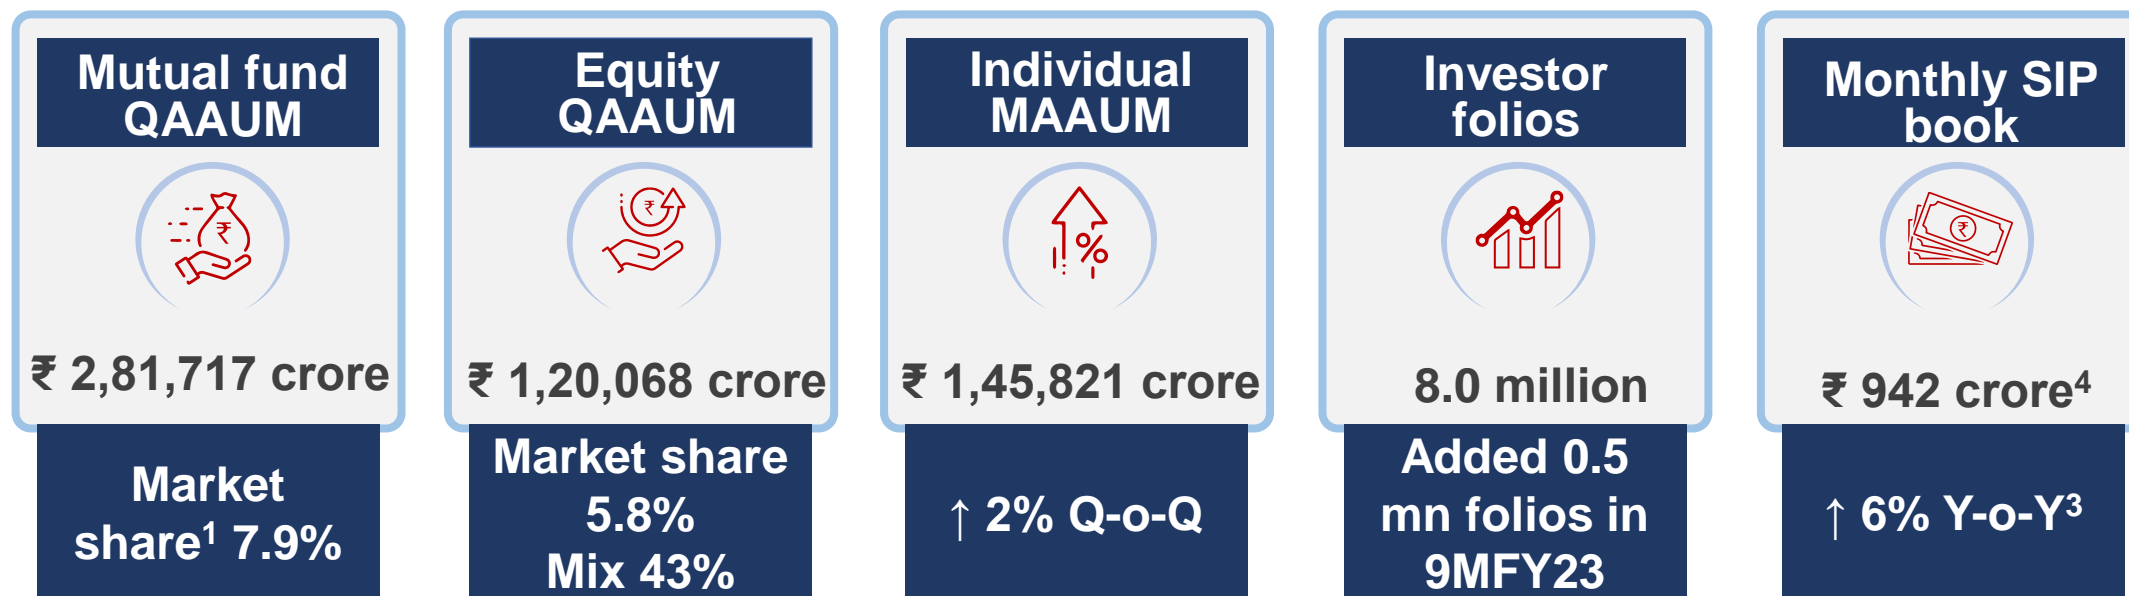 Mutual fund
QAAUM
₹
₹ 2,81,717 crore
Market
share¹ 7.9%
Equity
QAAUM
₹
₹ 1,20,068 crore
Market share
5.8%
Mix 43%
Individual
MAAUM
%
₹ 1,45,821 crore
↑ 2% Q-o-Q
Investor
folios
8.0 million
Added 0.5
mn folios in
9MFY23
Monthly SIP
book
₹
₹ 942 crore⁴
↑ 6% Y-o-Y³